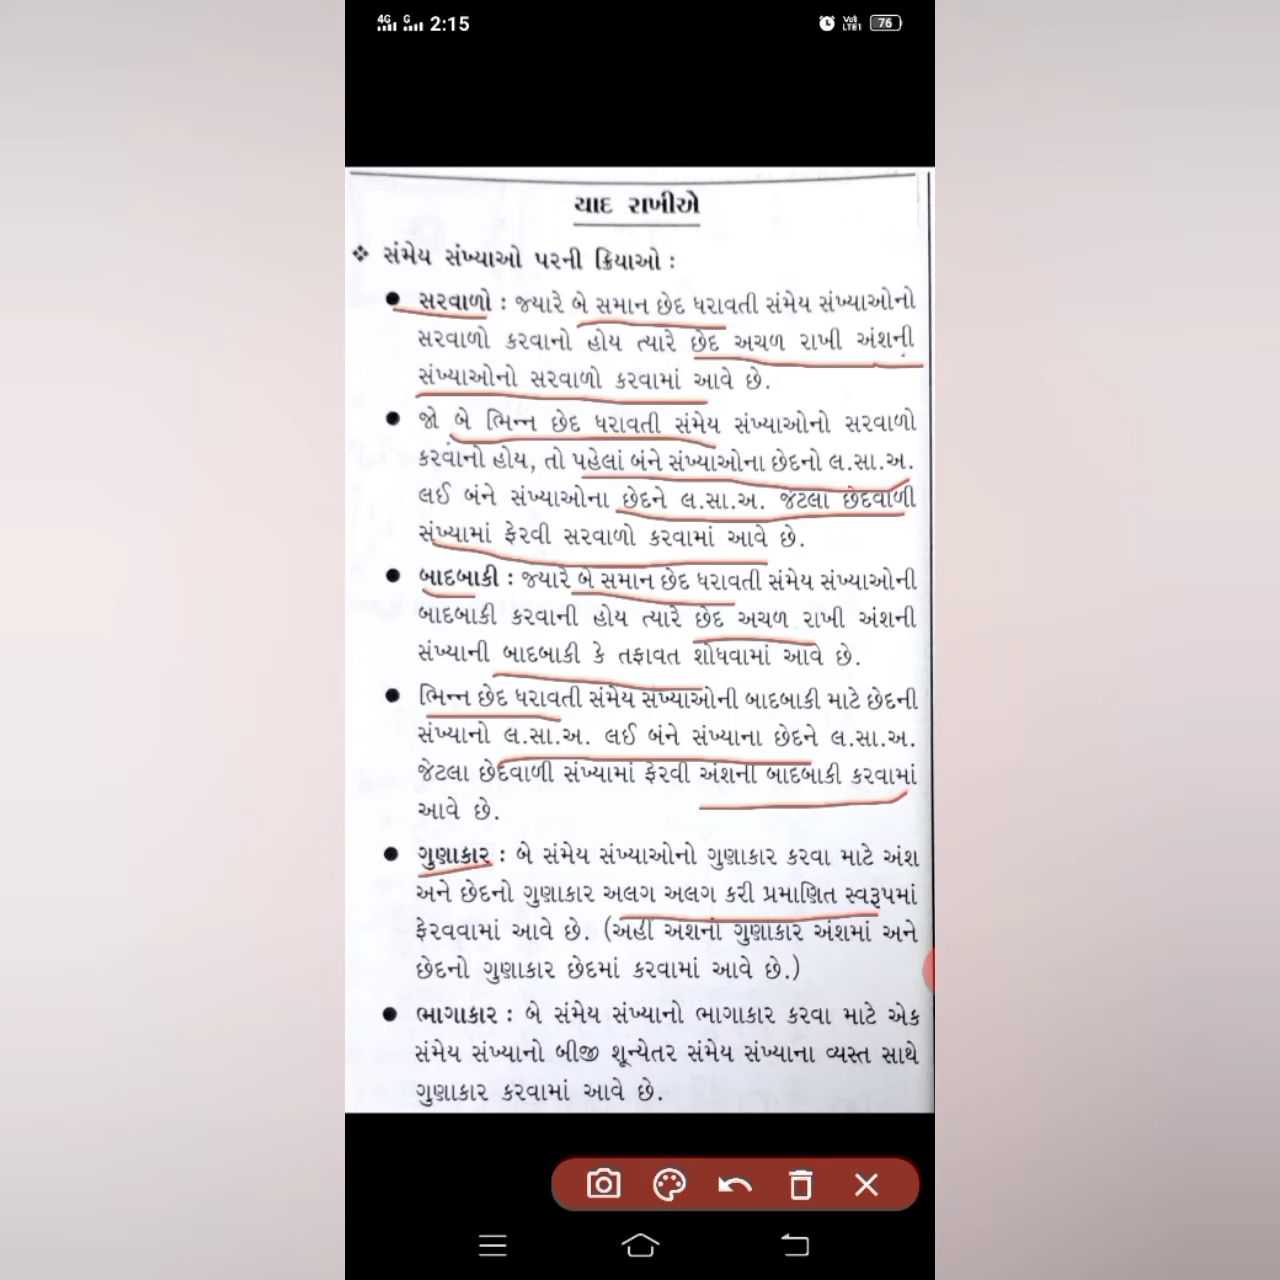 4G G 2:15 VoB LTE1 76
યાદ રાખીએ
❖ સંમેય સંખ્યાઓ પરની ક્રિયાઓ :
● સરવાળો : જ્યારે બે સમાન છેદ ધરાવતી સંમેય સંખ્યાઓનો
સરવાળો કરવાનો હોય ત્યારે છેદ અચળ રાખી અંશની
સંખ્યાઓનો સરવાળો કરવામાં આવે છે.
● જો બે ભિન્ન છેદ ધરાવતી સંમેય સંખ્યાઓનો સરવાળો
કરવાનો હોય, તો પહેલાં બંને સંખ્યાઓના છેદનો લ.સા.અ.
લઈ બંને સંખ્યાઓના છેદને લ.સા.અ. જેટલા છેદવાળી
સંખ્યામાં ફેરવી સરવાળો કરવામાં આવે છે.
● બાદબાકી : જ્યારે બે સમાન છેદ ધરાવતી સંમેય સંખ્યાઓની
બાદબાકી કરવાની હોય ત્યારે છેદ અચળ રાખી અંશની
સંખ્યાની બાદબાકી કે તફાવત શોધવામાં આવે છે.
● ભિન્ન છેદ ધરાવતી સંમેય સંખ્યાઓની બાદબાકી માટે છેદની
સંખ્યાનો લ.સા.અ. લઈ બંને સંખ્યાના છેદને લ.સા.અ.
જેટલા છેદવાળી સંખ્યામાં ફેરવી અંશની બાદબાકી કરવામાં
આવે છે.
● ગુણાકાર : બે સંમેય સંખ્યાઓનો ગુણાકાર કરવા માટે અંશ
અને છેદનો ગુણાકાર અલગ અલગ કરી પ્રમાણિત સ્વરૂપમાં
ફેરવવામાં આવે છે. (અહીં અંશનો ગુણાકાર અંશમાં અને
છેદનો ગુણાકાર છેદમાં કરવામાં આવે છે.)
● ભાગાકાર : બે સંમેય સંખ્યાનો ભાગાકાર કરવા માટે એક
સંમેય સંખ્યાનો બીજી શૂન્યેતર સંમેય સંખ્યાના વ્યસ્ત સાથે
ગુણાકાર કરવામાં આવે છે.